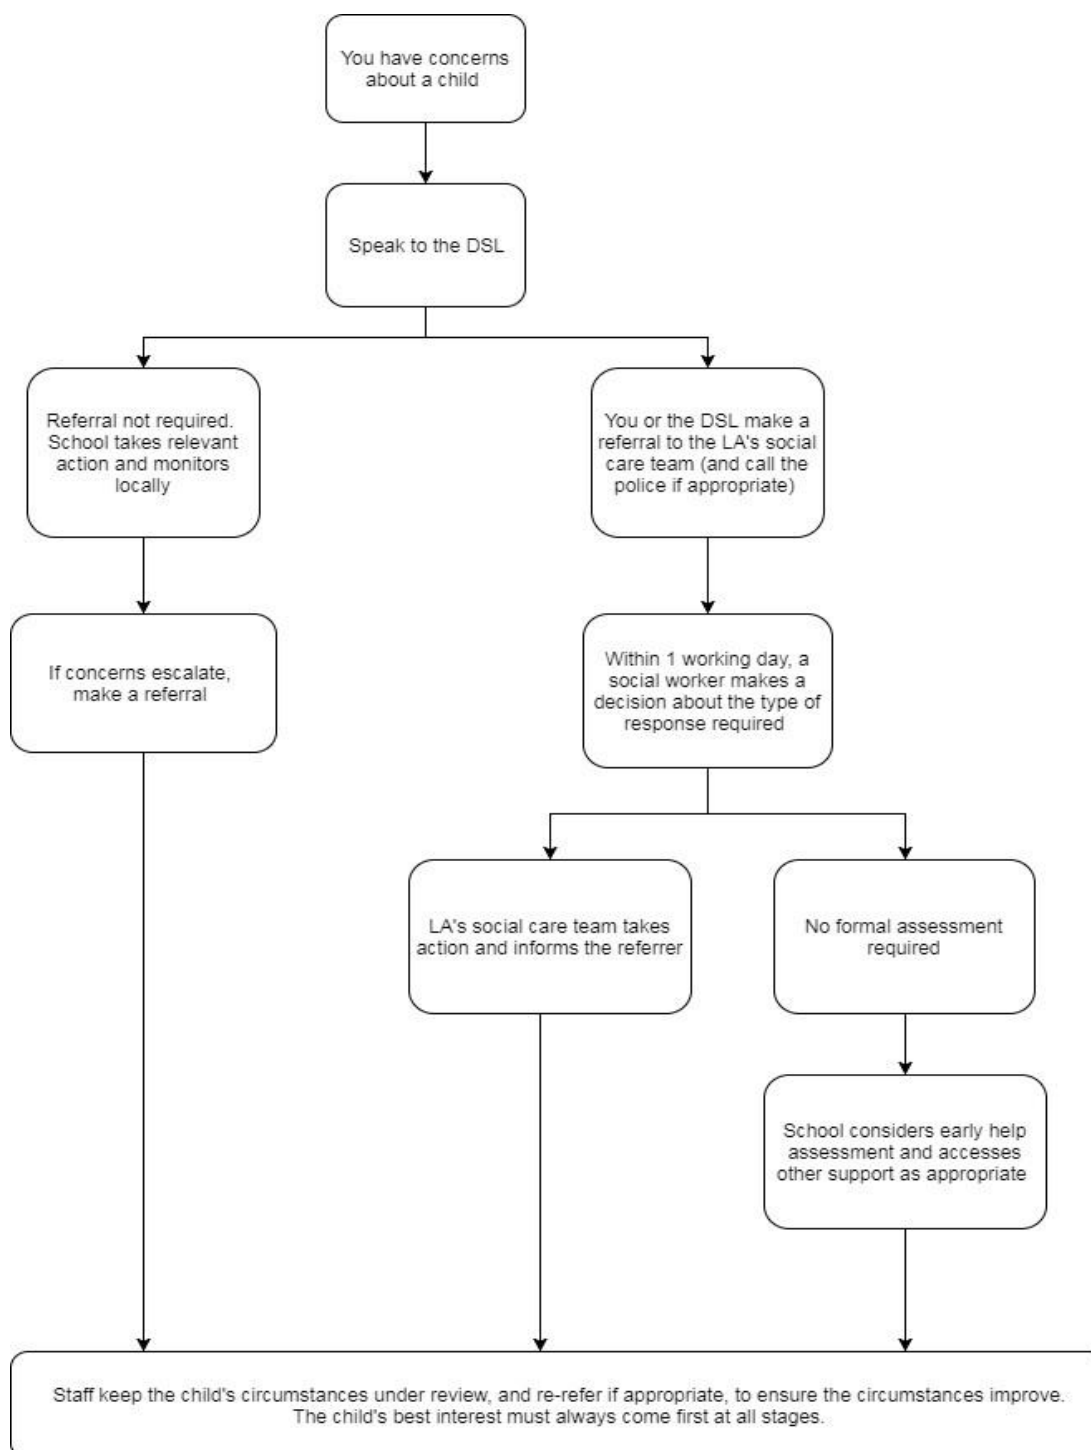 You have concerns
about a child
Speak to the DSL
Referral not required.
School takes relevant
action and monitors
locally
You or the DSL make a
referral to the LA's social
care team (and call the
police if appropriate)
If concerns escalate,
make a referral
Within 1 working day, a
social worker makes a
decision about the type of
response required
LA's social care team takes
action and informs the referrer
No formal assessment
required
School considers early help
assessment and accesses
other support as appropriate
Staff keep the child's circumstances under review, and re-refer if appropriate, to ensure the circumstances improve.
The child's best interest must always come first at all stages.